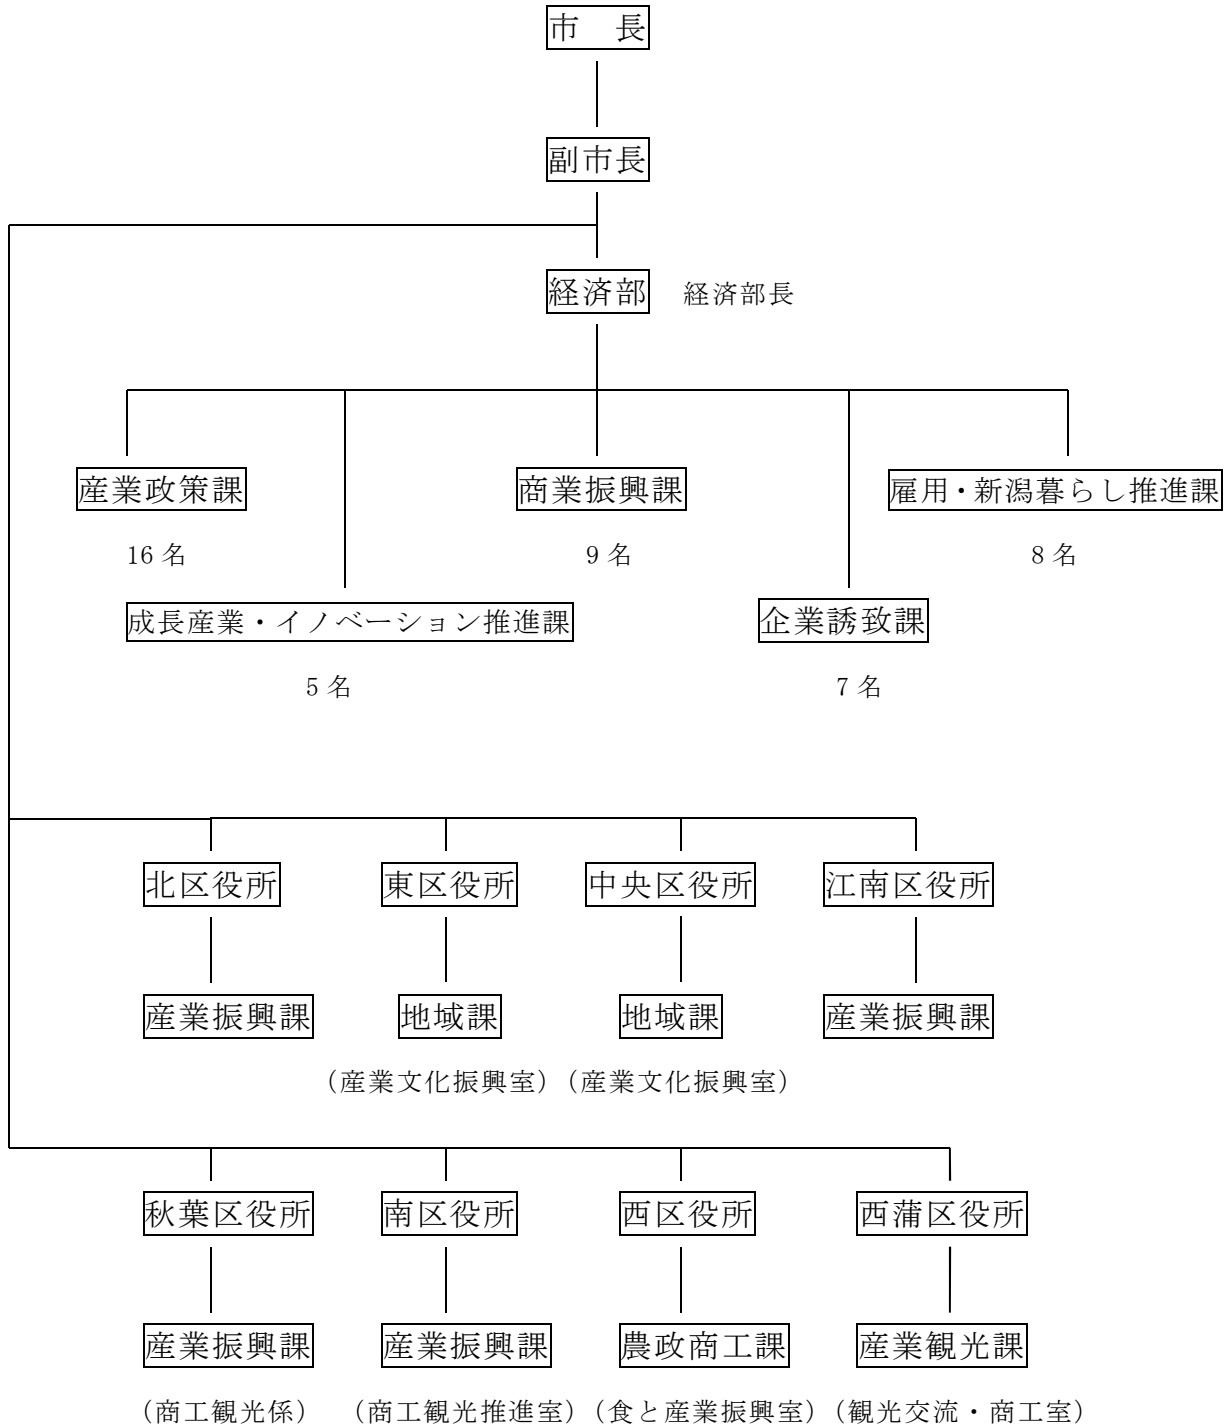 市　長
副市長
経済部　経済部長
産業政策課　商業振興課　雇用・新潟暮らし推進課
16 名　9 名　8 名
成長産業・イノベーション推進課　企業誘致課
5 名　7 名
北区役所　東区役所　中央区役所　江南区役所
産業振興課　地域課　地域課　産業振興課
（産業文化振興室）（産業文化振興室）
秋葉区役所　南区役所　西区役所　西蒲区役所
産業振興課　産業振興課　農政商工課　産業観光課
（商工観光係）　（商工観光推進室）（食と産業振興室）（観光交流・商工室）